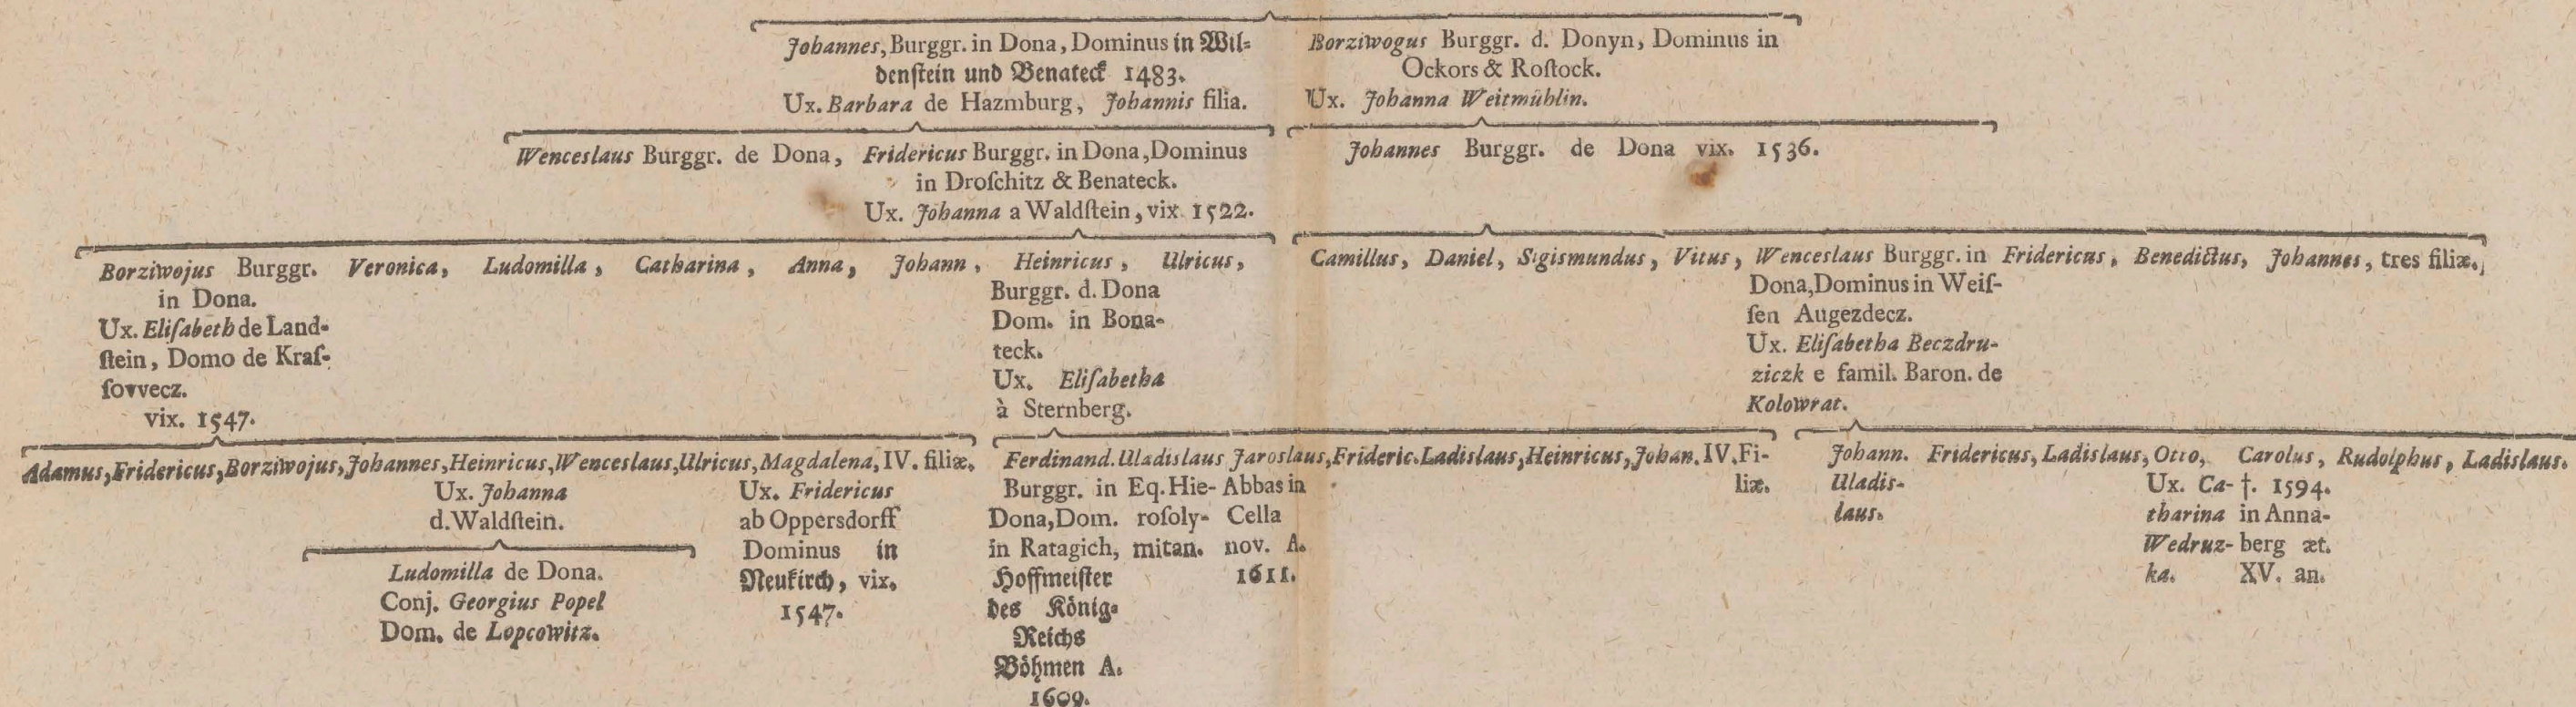 Johannes, Burggr. in Dona, Dominus in Wil=
denſtein und Benateck 1483.
Ux. Barbara de Hazmburg, Johannis filia.
Borziwogus Burggr. d. Donyn, Dominus in
Ockors & Roſtock.
Ux. Johanna Weitmühlin.
Wenceslaus Burggr. de Dona,
Fridericus Burggr. in Dona, Dominus
in Droſchitz & Benateck.
Ux. Johanna a Waldſtein, vix 1522.
Johannes Burggr. de Dona vix. 1536.
Borziwojus Burggr.
in Dona.
Ux. Eliſabeth de Land-
ſtein, Domo de Kraſ-
ſovvecz.
vix. 1547.
Veronica, Ludomilla, Catharina, Anna, Johann,
Heinricus,
Burggr. d. Dona
Dom. in Bona-
teck.
Ux. Eliſabetha
à Sternberg.
Ulricus,
Camillus, Daniel, Sigismundus, Vitus,
Wenceslaus Burggr. in
Dona, Dominus in Weiſ-
ſen Augezdecz.
Ux. Eliſabetha Beczdru-
ziczk e famil. Baron. de
Kolowrat.
Fridericus, Benedictus, Johannes, tres filiæ.
Adamus, Fridericus, Borziwojus, Johannes, Heinricus, Wenceslaus, Ulricus, Magdalena, IV. filiæ.
Ux. Johanna
d. Waldſtein.
Ludomilla de Dona.
Conj. Georgius Popel
Dom. de Lopcowitz.
Ux. Fridericus
ab Oppersdorff
Dominus in
Neukirch, vix.
1547.
Ferdinand.
Burggr. in
Dona, Dom.
in Ratagich,
Hoffmeiſter
des König=
Reichs
Böhmen A.
1609.
Uladislaus
Eq. Hie-
roſoly-
mitan.
Jaroslaus,
Abbas in
Cella
nov. A.
1611.
Frideric. Ladislaus, Heinricus, Johan. IV. Fi-
liæ.
Johann.
Uladis-
laus.
Fridericus, Ladislaus,
Otto,
Ux. Ca-
tharina
Wedruz-
ka.
Carolus,
†. 1594.
in Anna-
berg æt.
XV. an.
Rudolphus, Ladislaus.